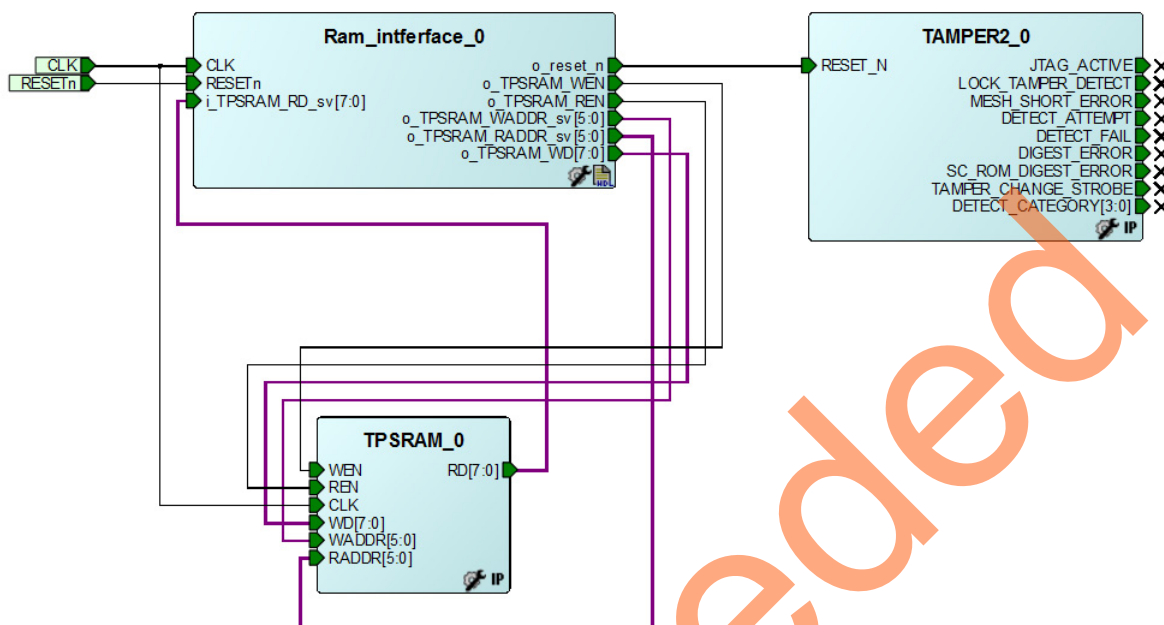 CLK
RESETn
Ram_intferface_0
CLK
RESETn
i_TPSRAM_RD_sv[7:0]
o_reset_n
o_TPSRAM_WEN
o_TPSRAM_REN
o_TPSRAM_WADDR_sv[5:0]
o_TPSRAM_RADDR_sv[5:0]
o_TPSRAM_WD[7:0]
HDL
TAMPER2_0
RESET_N
JTAG_ACTIVE
LOCK_TAMPER_DETECT
MESH_SHORT_ERROR
DETECT_ATTEMPT
DETECT_FAIL
DIGEST_ERROR
SC_ROM_DIGEST_ERROR
TAMPER_CHANGE_STROBE
DETECT_CATEGORY[3:0]
IP
TPSRAM_0
WEN
REN
CLK
WD[7:0]
WADDR[5:0]
RADDR[5:0]
RD[7:0]
IP